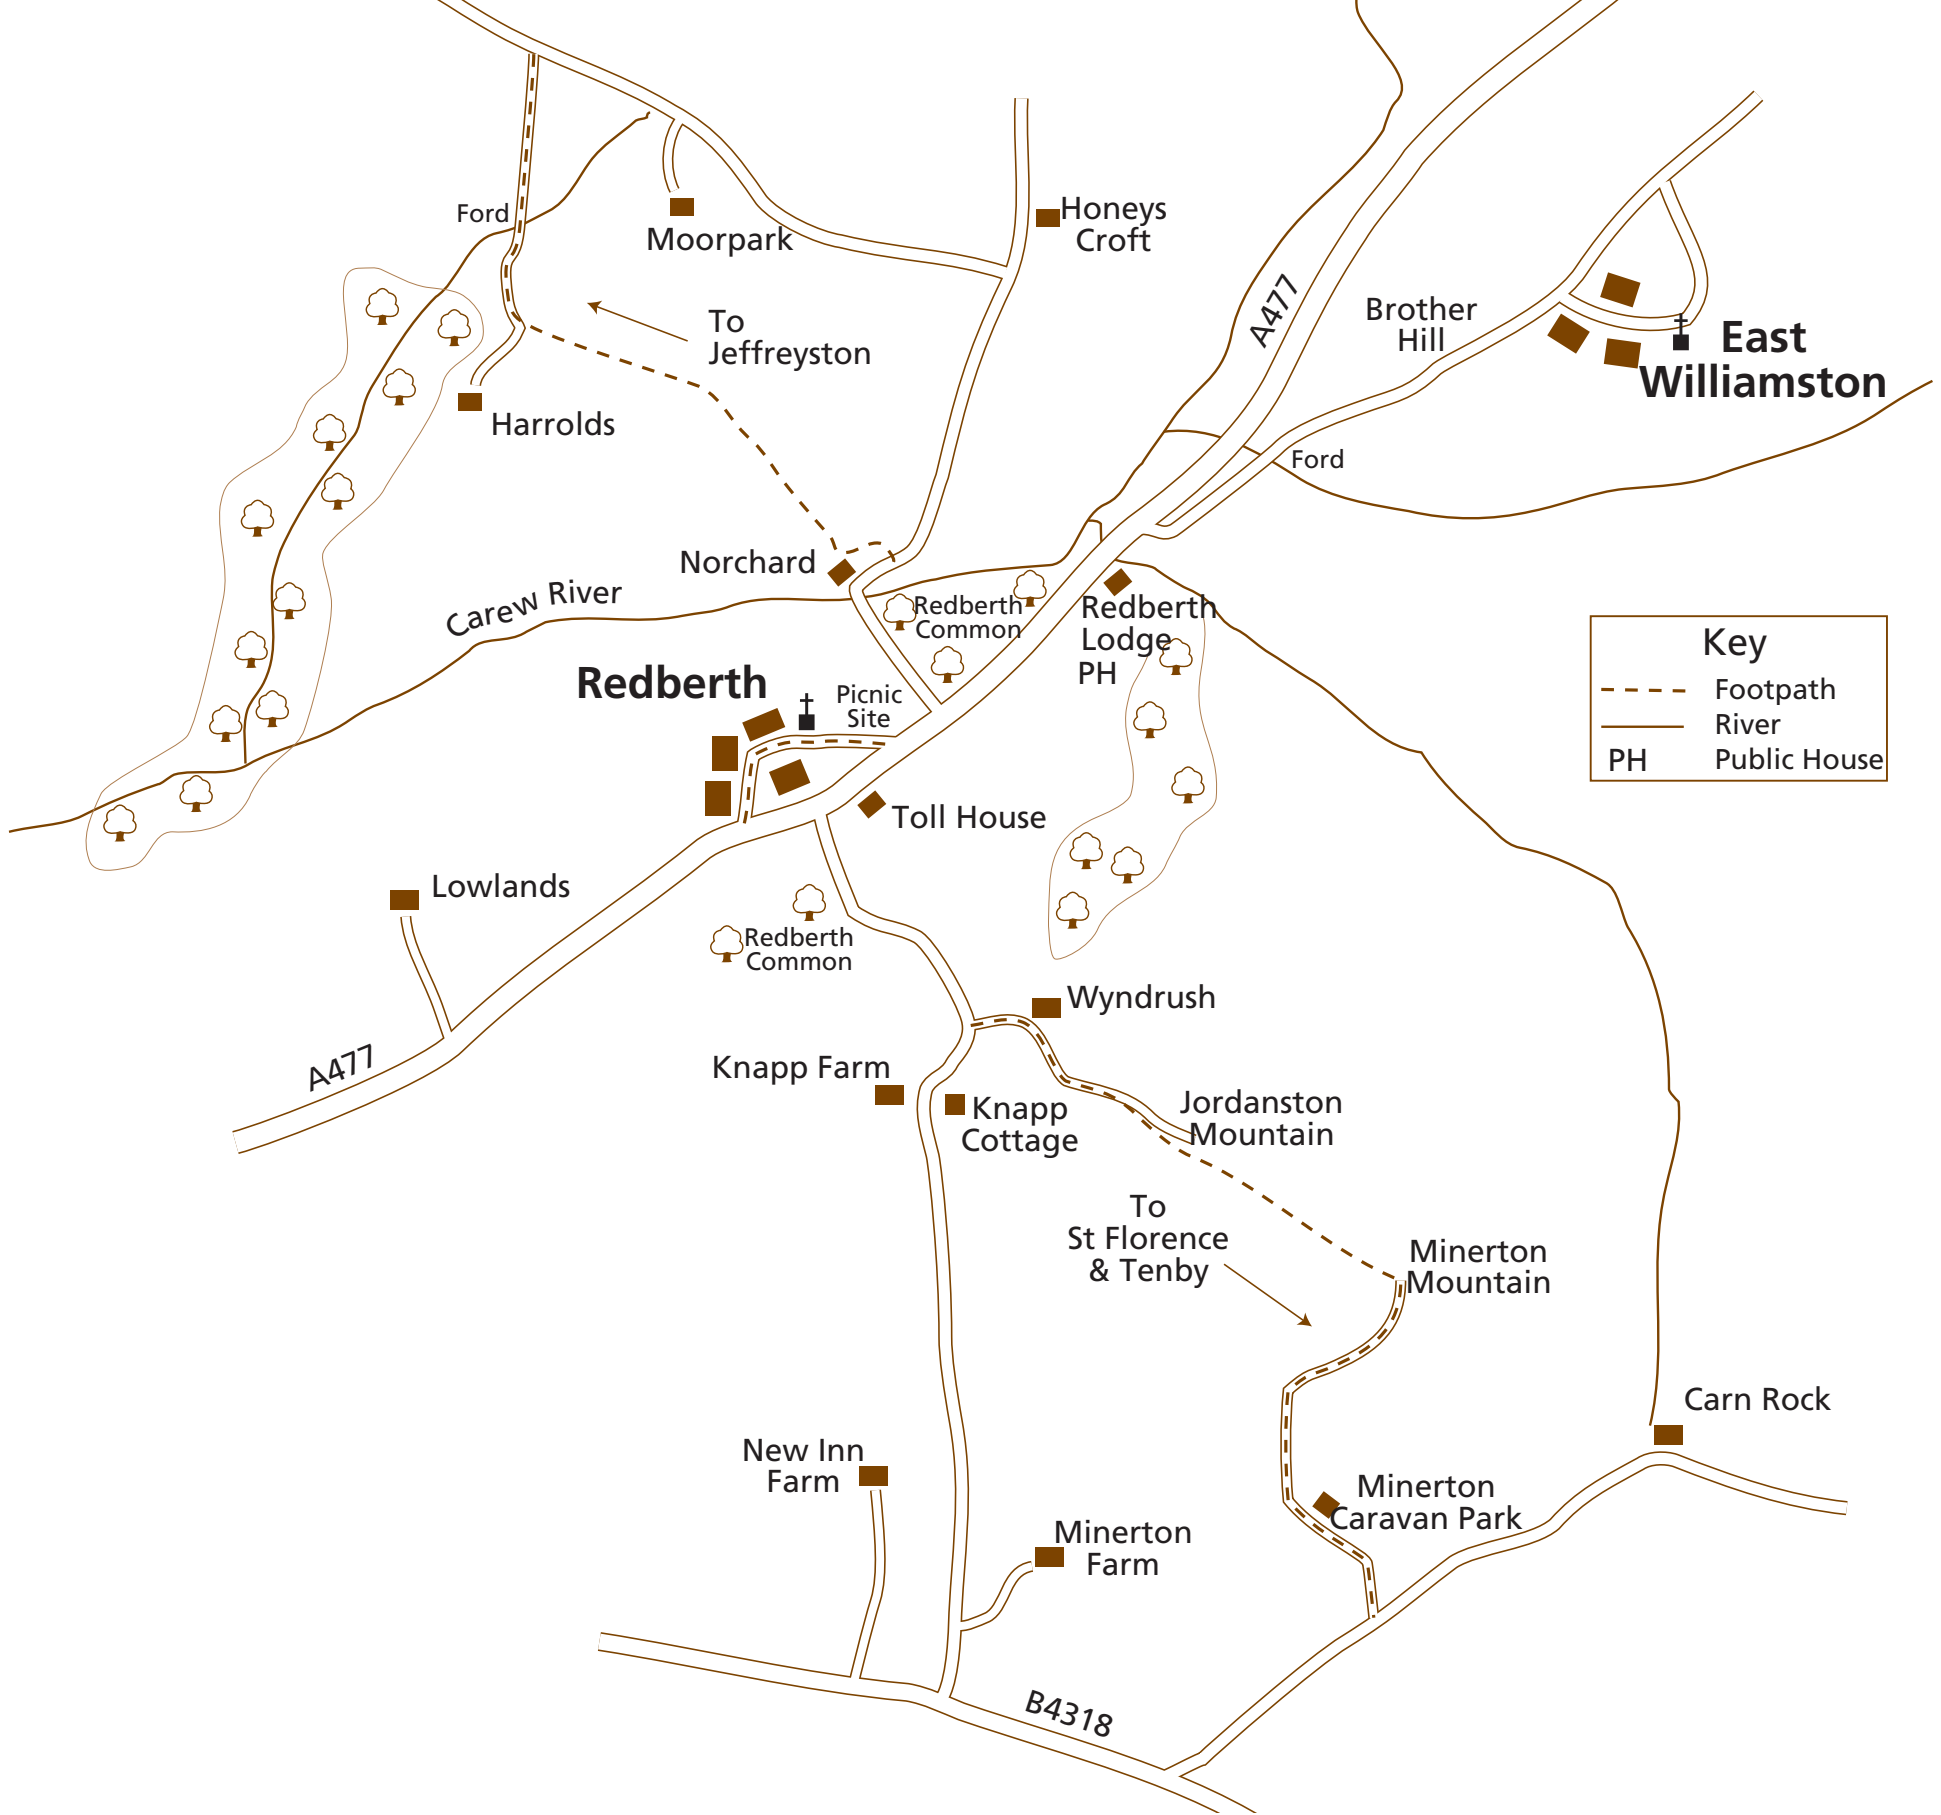 Ford
Moorpark
Honeys
Croft
To
Jeffreyston
Harrolds
A477
Brother
Hill
East
Williamston
Ford
Norchard
Carew River
Redberth
Common
Redberth
Lodge
PH
Redberth
Picnic
Site
Key
Footpath
River
PH Public House
Toll House
Lowlands
Redberth
Common
A477
Wyndrush
Knapp Farm
Knapp
Cottage
Jordanston
Mountain
To
St Florence
& Tenby
Minerton
Mountain
Carn Rock
New Inn
Farm
Minerton
Caravan Park
Minerton
Farm
B4318